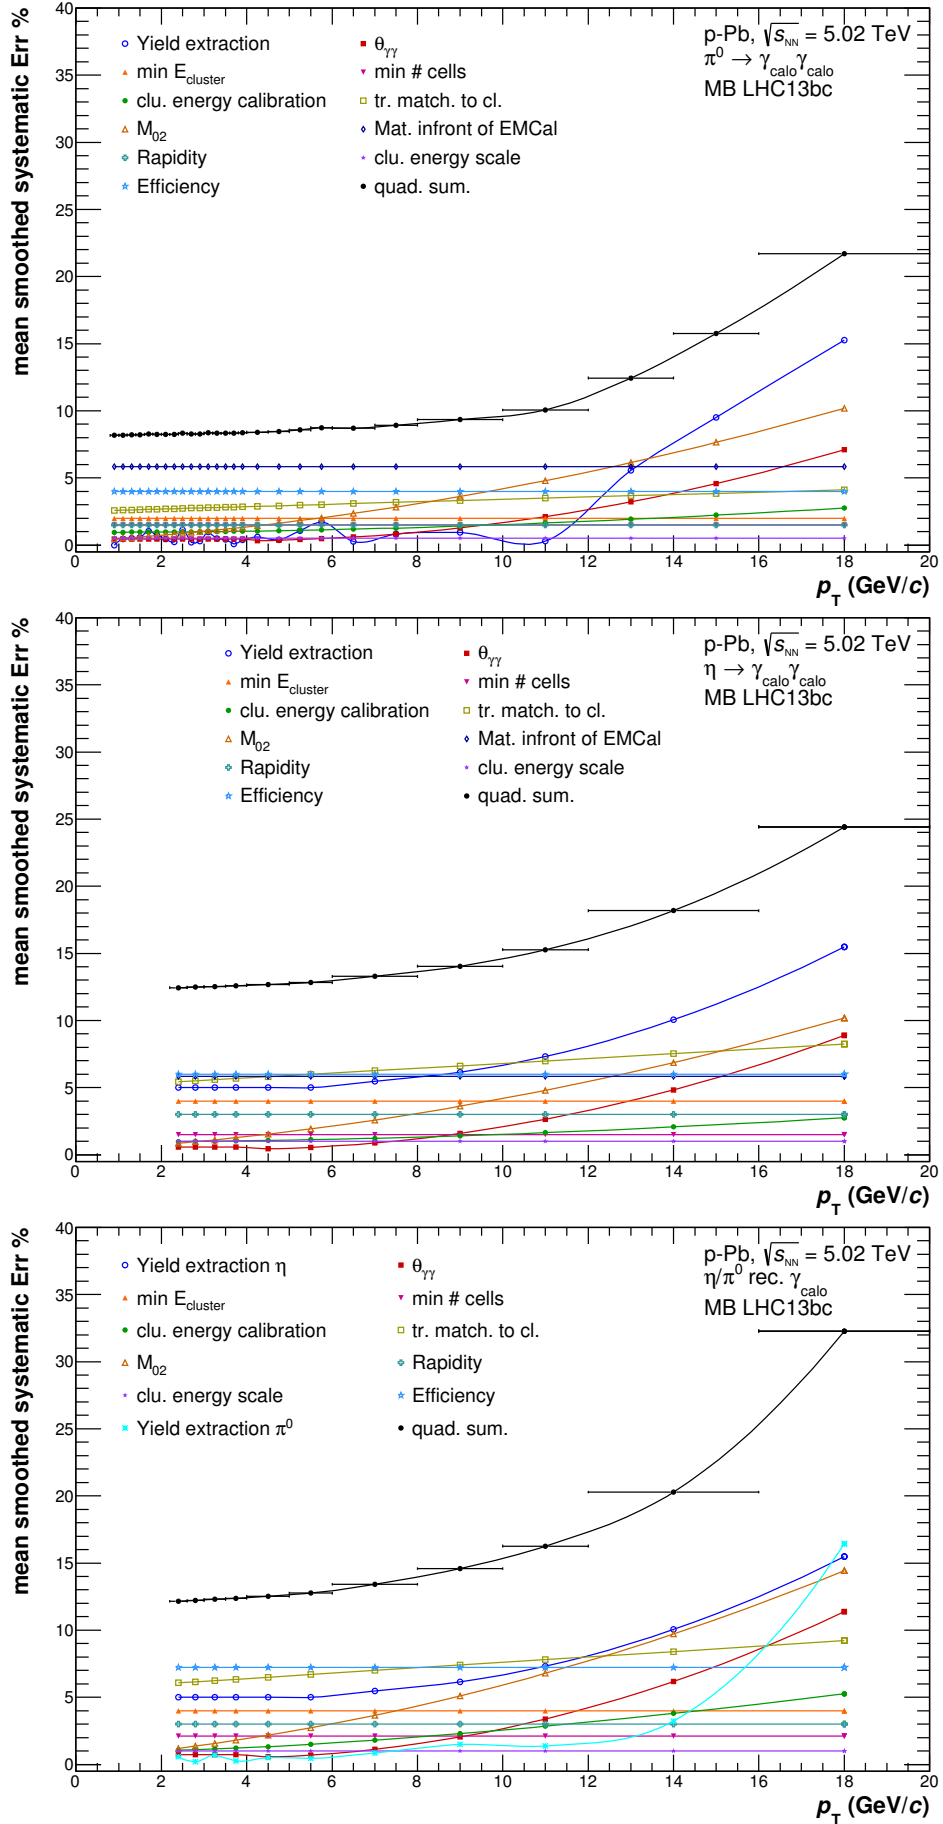 mean smoothed systematic Err %
40
35
30
25
20
15
10
5
0
Yield extraction
min E_cluster
clu. energy calibration
M_02
Rapidity
Efficiency
θ_γγ
min # cells
tr. match. to cl.
Mat. infront of EMCal
clu. energy scale
quad. sum.
p-Pb, √s_NN = 5.02 TeV
π⁰ → γ_calo γ_calo
MB LHC13bc
0 2 4 6 8 10 12 14 16 18 20
p_T (GeV/c)
mean smoothed systematic Err %
40
35
30
25
20
15
10
5
0
Yield extraction
min E_cluster
clu. energy calibration
M_02
Rapidity
Efficiency
θ_γγ
min # cells
tr. match. to cl.
Mat. infront of EMCal
clu. energy scale
quad. sum.
p-Pb, √s_NN = 5.02 TeV
η → γ_calo γ_calo
MB LHC13bc
0 2 4 6 8 10 12 14 16 18 20
p_T (GeV/c)
mean smoothed systematic Err %
40
35
30
25
20
15
10
5
0
Yield extraction η
min E_cluster
clu. energy calibration
M_02
clu. energy scale
Yield extraction π⁰
θ_γγ
min # cells
tr. match. to cl.
Rapidity
Efficiency
quad. sum.
p-Pb, √s_NN = 5.02 TeV
η/π⁰ rec. γ_calo
MB LHC13bc
0 2 4 6 8 10 12 14 16 18 20
p_T (GeV/c)